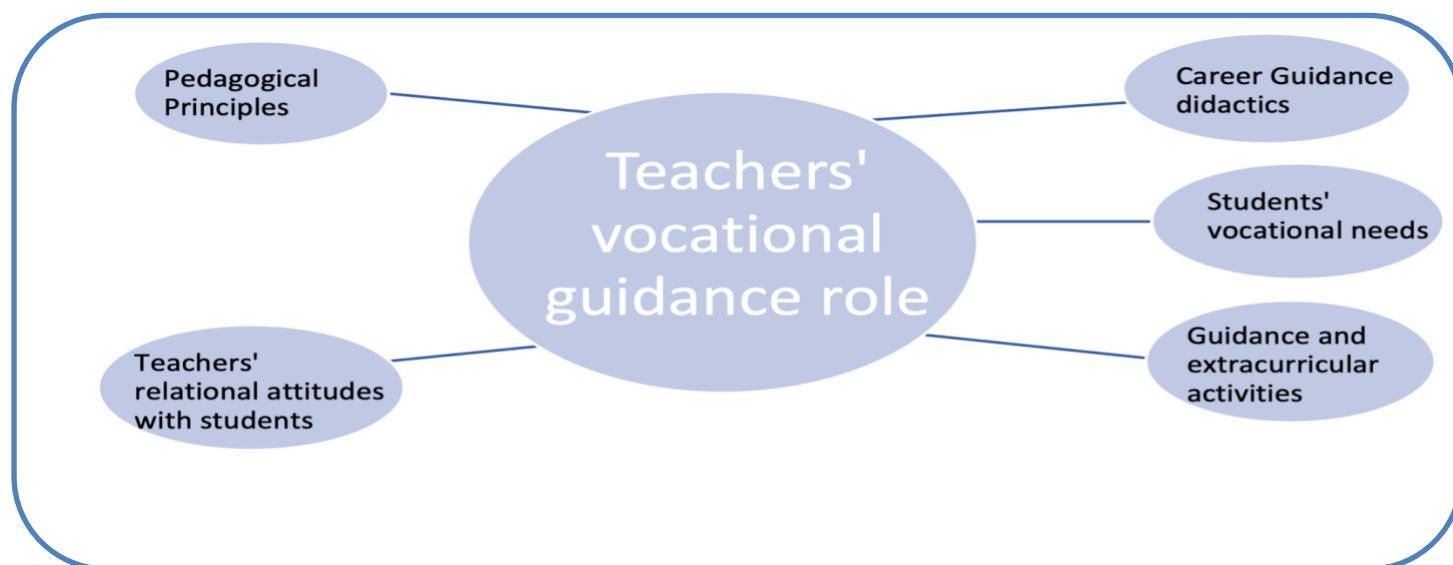 Pedagogical
Principles
Teachers'
relational attitudes
with students
Teachers'
vocational
guidance role
Career Guidance
didactics
Students'
vocational needs
Guidance and
extracurricular
activities